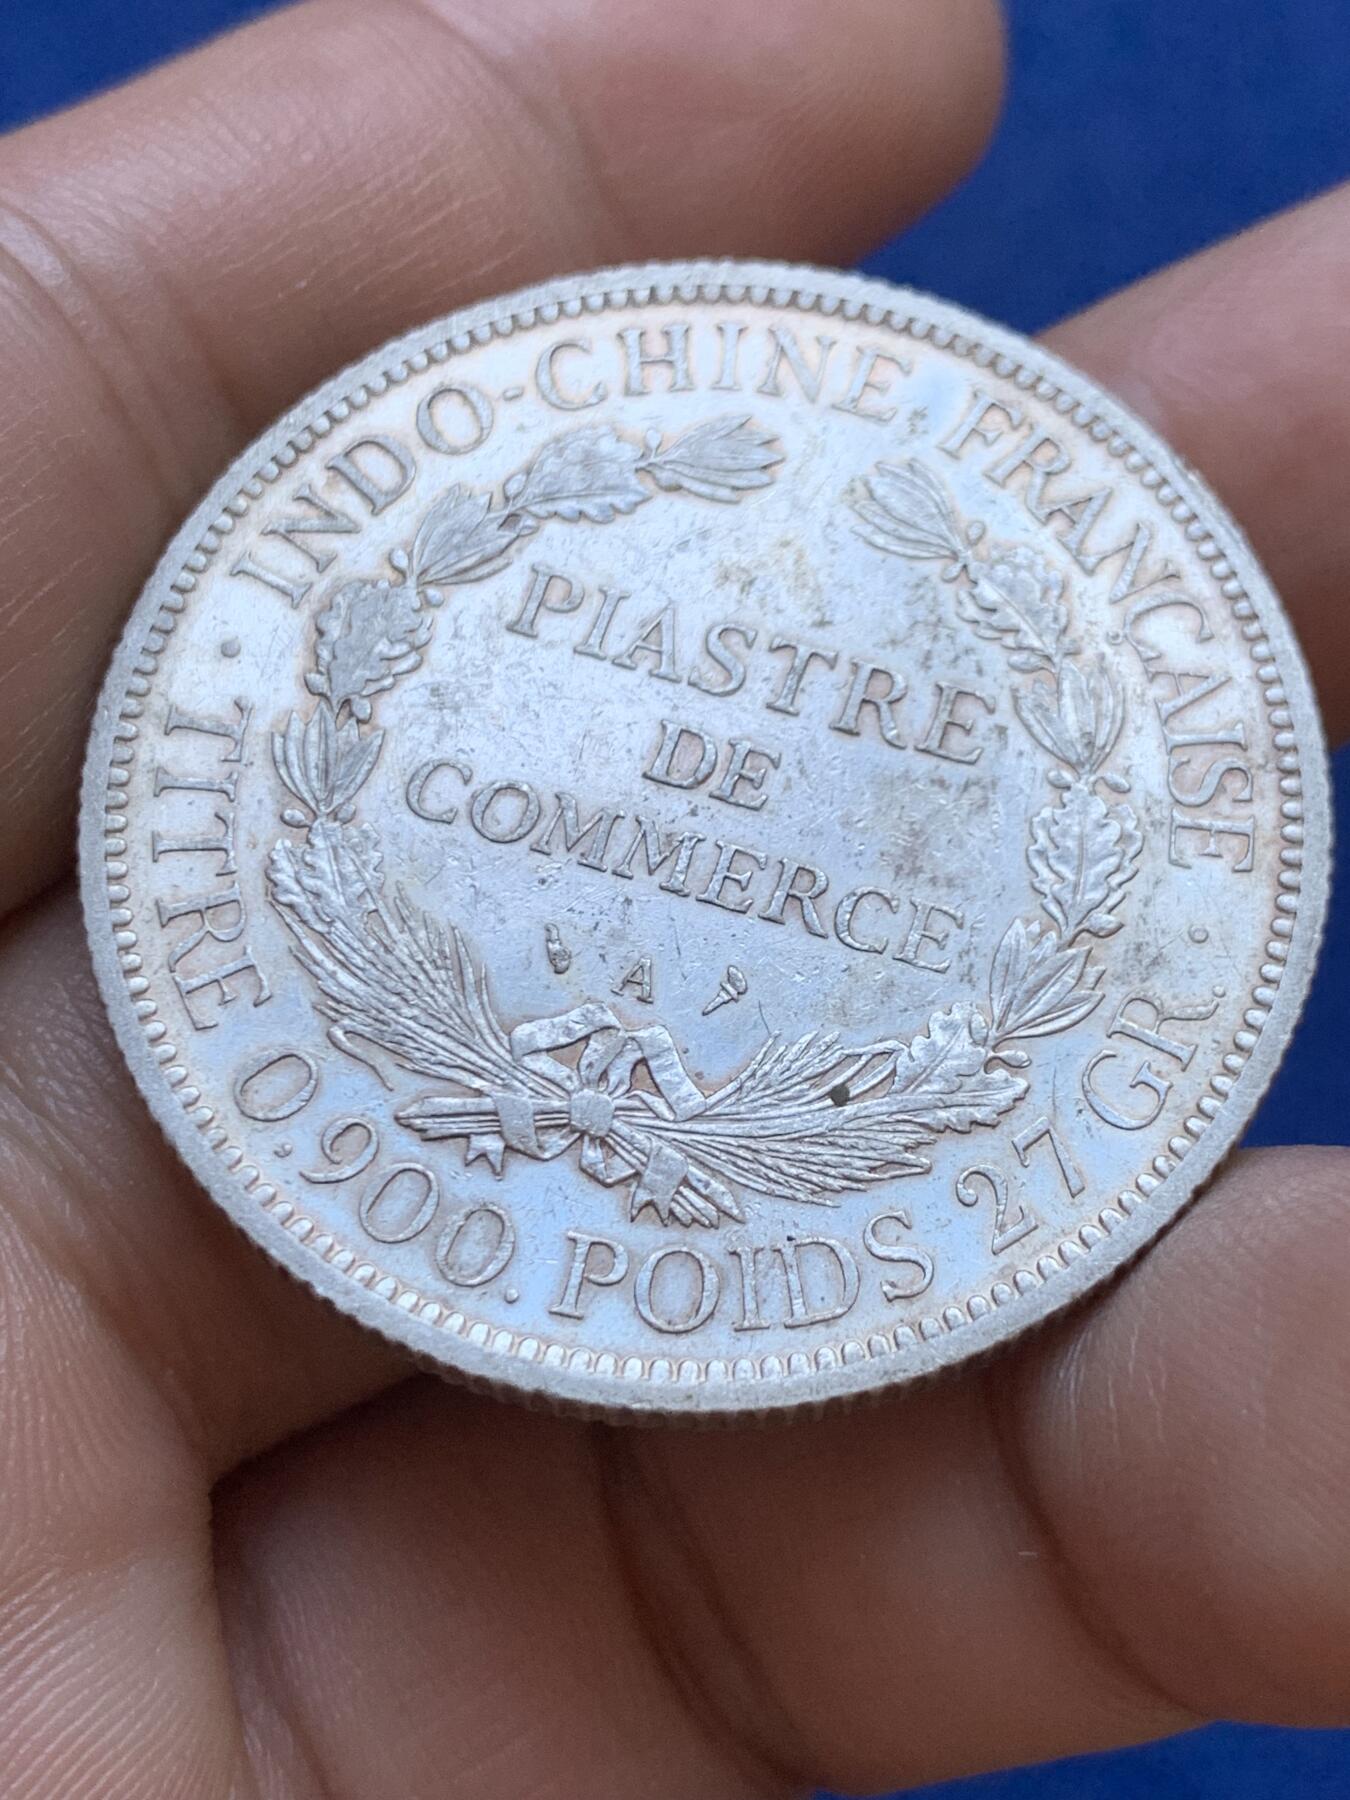 INDO-CHINE FRANÇAISE
PIASTRE
DE
COMMERCE
A
TITRE 0,900. POIDS 27 GR.